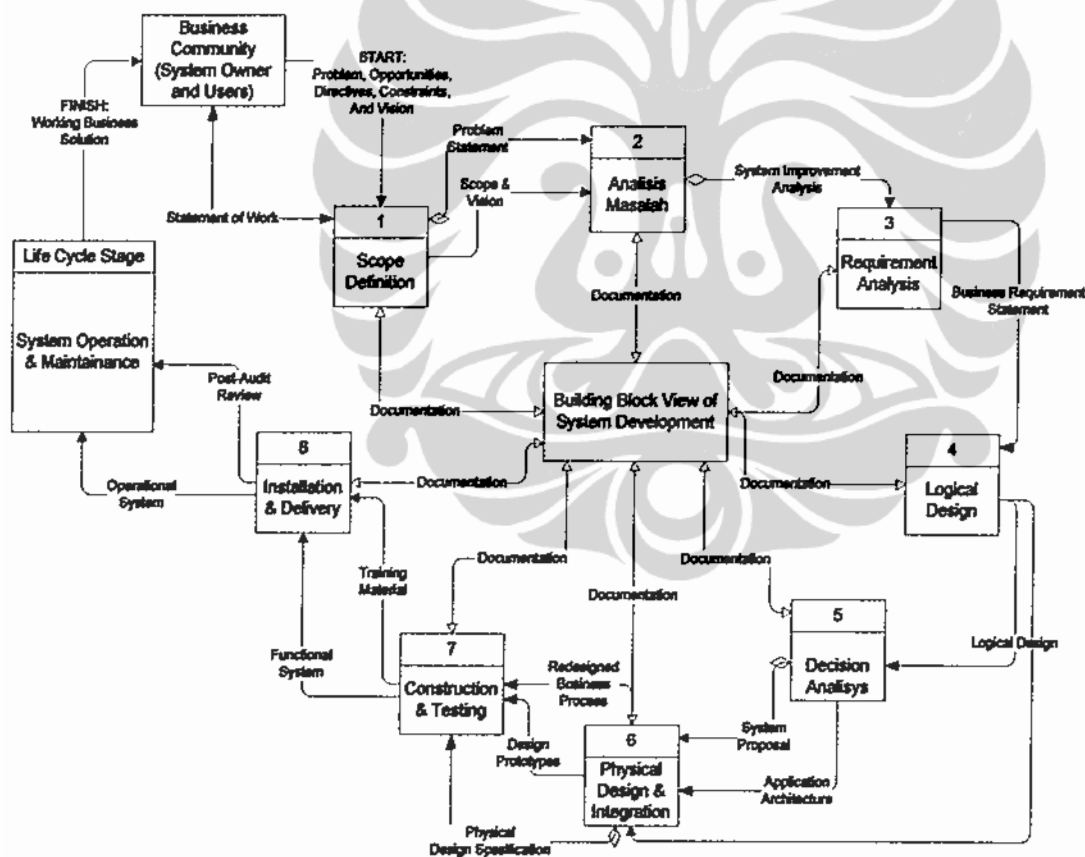 Business
Community
(System Owner
and Users)
START:
Problem, Opportunities,
Directives, Constraints,
And Vision
FINISH:
Working Business
Solution
Statement of Work
Problem
Statement
Scope &
Vision
1
Scope
Definition
2
Analisis
Masalah
System Improvement
Analysis
3
Requirement
Analysis
Business Requirement
Statement
Life Cycle Stage
System Operation
& Maintainance
Documentation
Documentation
Documentation
Building Block View of
System Development
Post-Audit
Review
Operational
System
8
Installation
& Delivery
Documentation
Documentation
4
Logical
Design
Training
Material
Documentation
Documentation
Documentation
Functional
System
7
Construction
& Testing
Redesigned
Business
Process
5
Decision
Analisys
Logical Design
Design
Prototypes
6
Physical
Design &
Integration
System
Proposal
Application
Architecture
Physical
Design Spesification